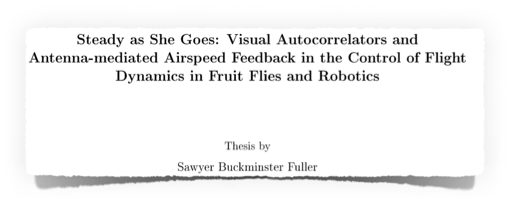 Steady as She Goes: Visual Autocorrelators and
Antenna-mediated Airspeed Feedback in the Control of Flight
Dynamics in Fruit Flies and Robotics
Thesis by
Sawyer Buckminster Fuller